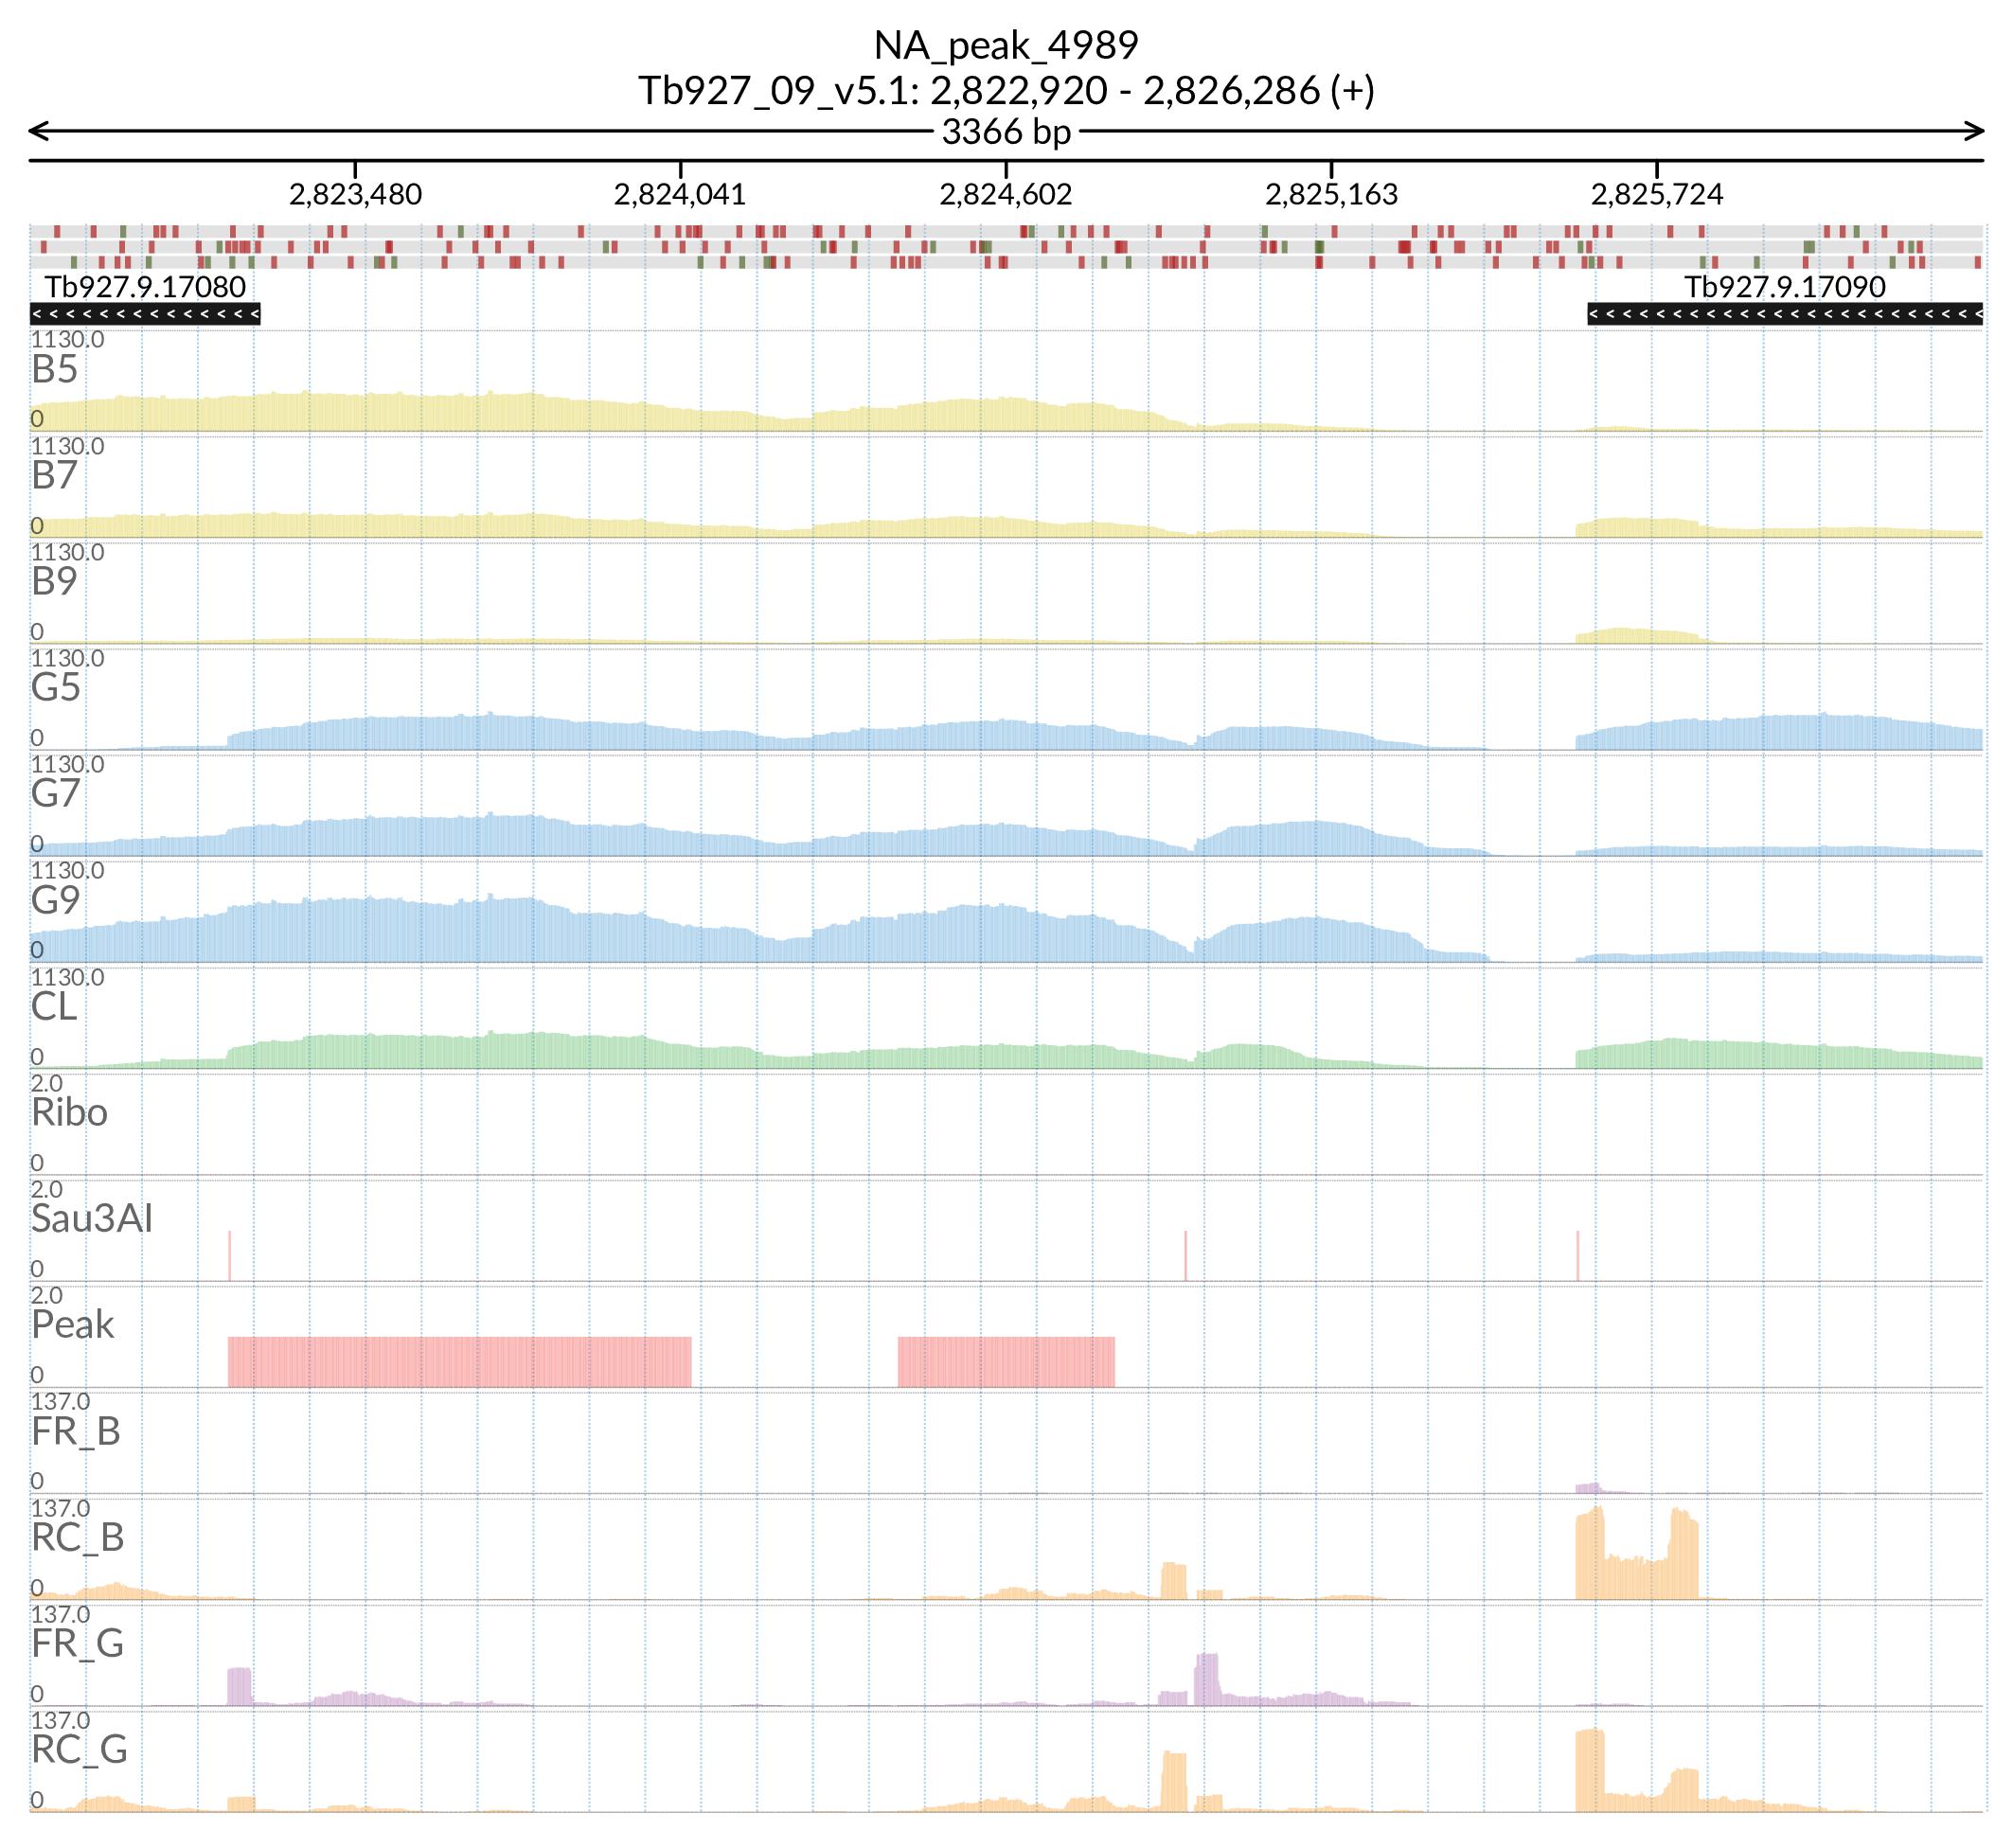 NA_peak_4989
Tb927_09_v5.1: 2,822,920 - 2,826,286 (+)
3366 bp
2,823,480 2,824,041 2,824,602 2,825,163 2,825,724
Tb927.9.17080 Tb927.9.17090
1130.0
B5
0
1130.0
B7
0
1130.0
B9
0
1130.0
G5
0
1130.0
G7
0
1130.0
G9
0
1130.0
CL
0
2.0
Ribo
0
2.0
Sau3AI
0
2.0
Peak
0
137.0
FR_B
0
137.0
RC_B
0
137.0
FR_G
0
137.0
RC_G
0